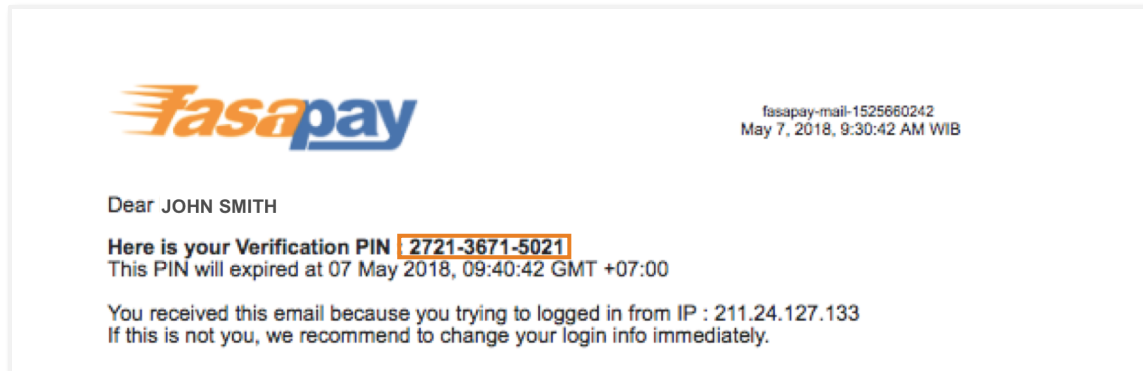 fasapay
fasapay-mail-1525660242
May 7, 2018, 9:30:42 AM WIB
Dear JOHN SMITH
Here is your Verification PIN : 2721-3671-5021
This PIN will expired at 07 May 2018, 09:40:42 GMT +07:00
You received this email because you trying to logged in from IP : 211.24.127.133
If this is not you, we recommend to change your login info immediately.